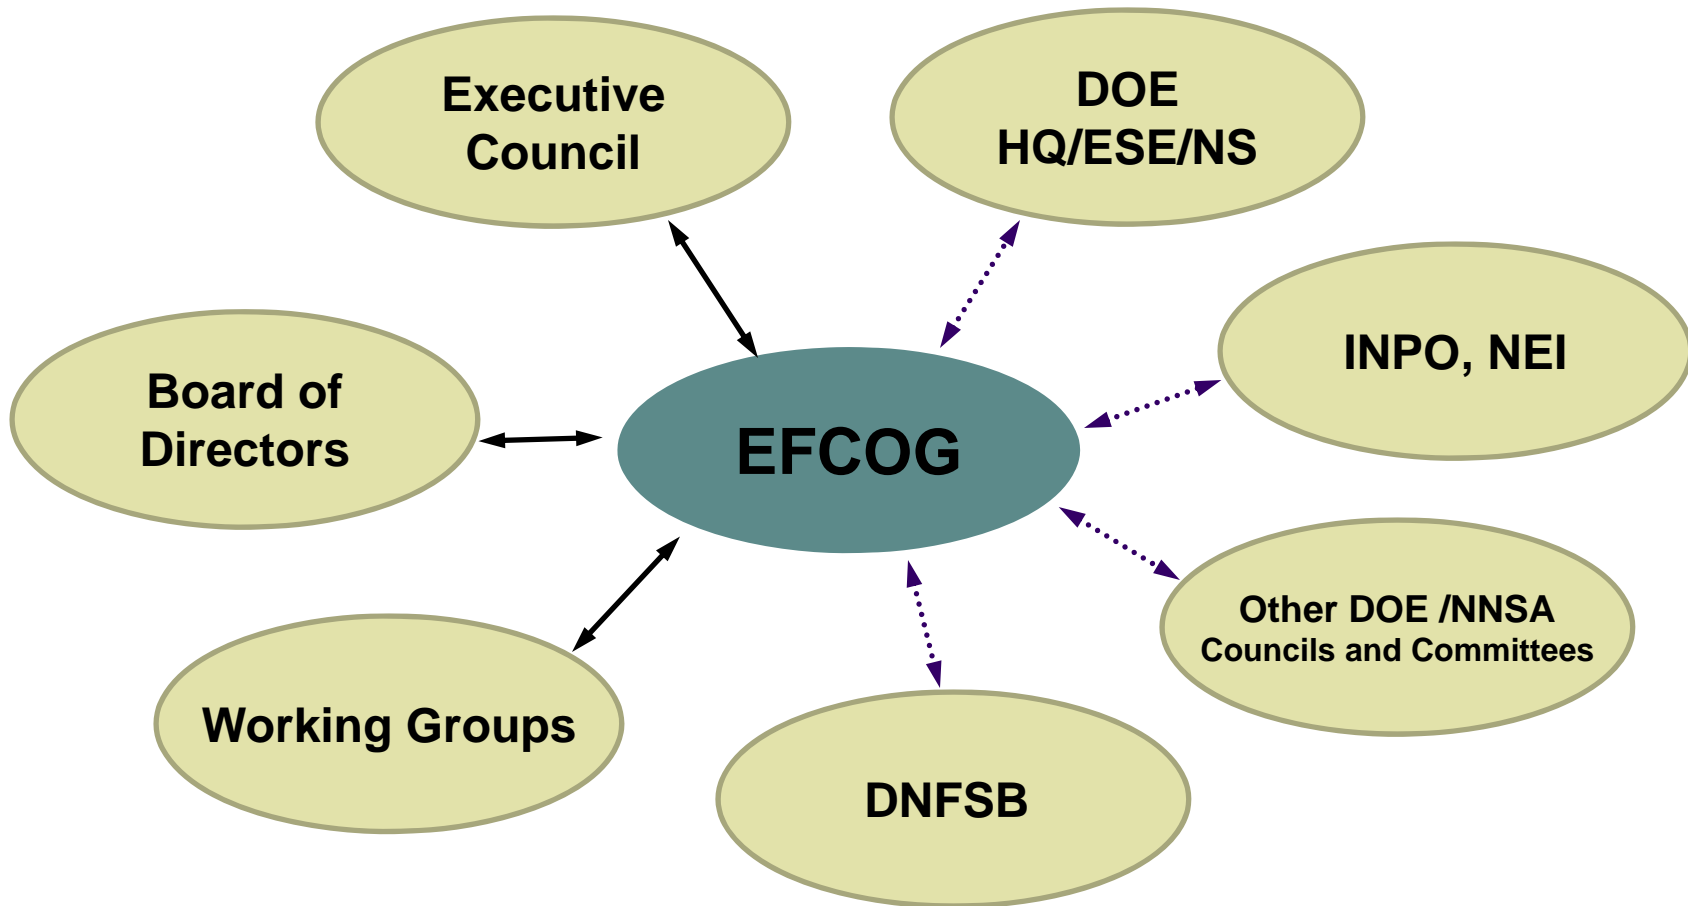 Executive
Council
DOE
HQ/ESE/NS
INPO, NEI
Board of
Directors
EFCOG
Other DOE /NNSA
Councils and Committees
Working Groups
DNFSB